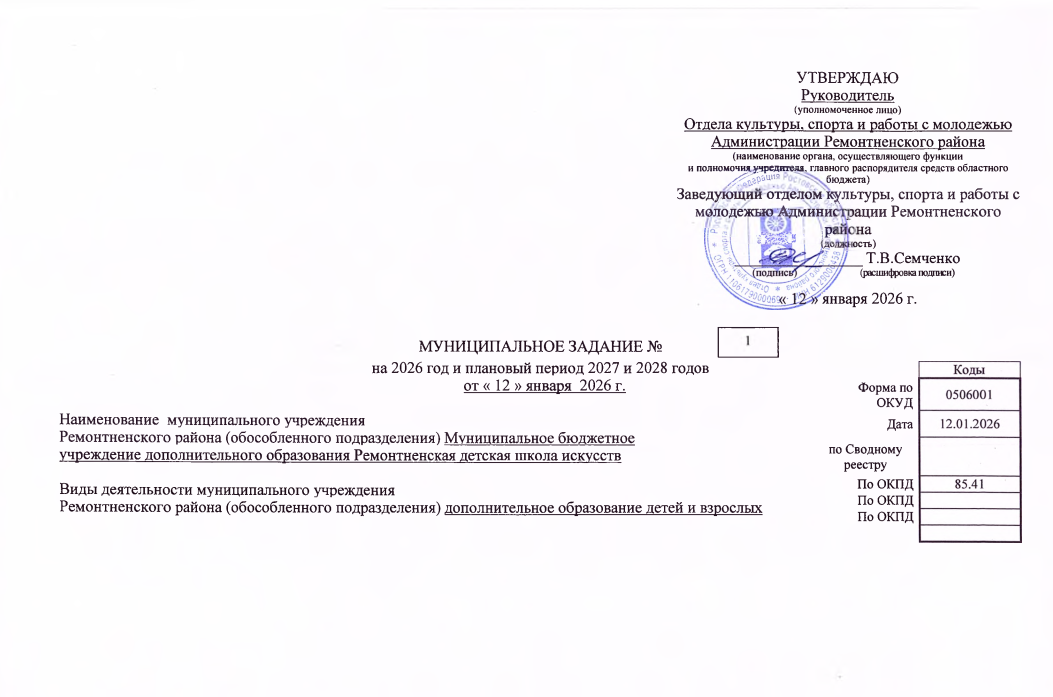 УТВЕРЖДАЮ
Руководитель
(уполномоченное лицо)
Отдела культуры, спорта и работы с молодежью
Администрации Ремонтненского района
(наименование органа, осуществляющего функции
и полномочия учредителя, главного распорядителя средств областного
бюджета)
Заведующий отделом культуры, спорта и работы с
молодежью Администрации Ремонтненского
района
(должность)
Т.В.Семченко
(подпись) (расшифровка подписи)
« 12 » января 2026 г.
МУНИЦИПАЛЬНОЕ ЗАДАНИЕ № 1
на 2026 год и плановый период 2027 и 2028 годов
от « 12 » января 2026 г.
Коды
Форма по
ОКУД 0506001
Дата 12.01.2026
по Сводному
реестру
По ОКПД 85.41
По ОКПД
По ОКПД
Наименование муниципального учреждения
Ремонтненского района (обособленного подразделения) Муниципальное бюджетное
учреждение дополнительного образования Ремонтненская детская школа искусств
Виды деятельности муниципального учреждения
Ремонтненского района (обособленного подразделения) дополнительное образование детей и взрослых